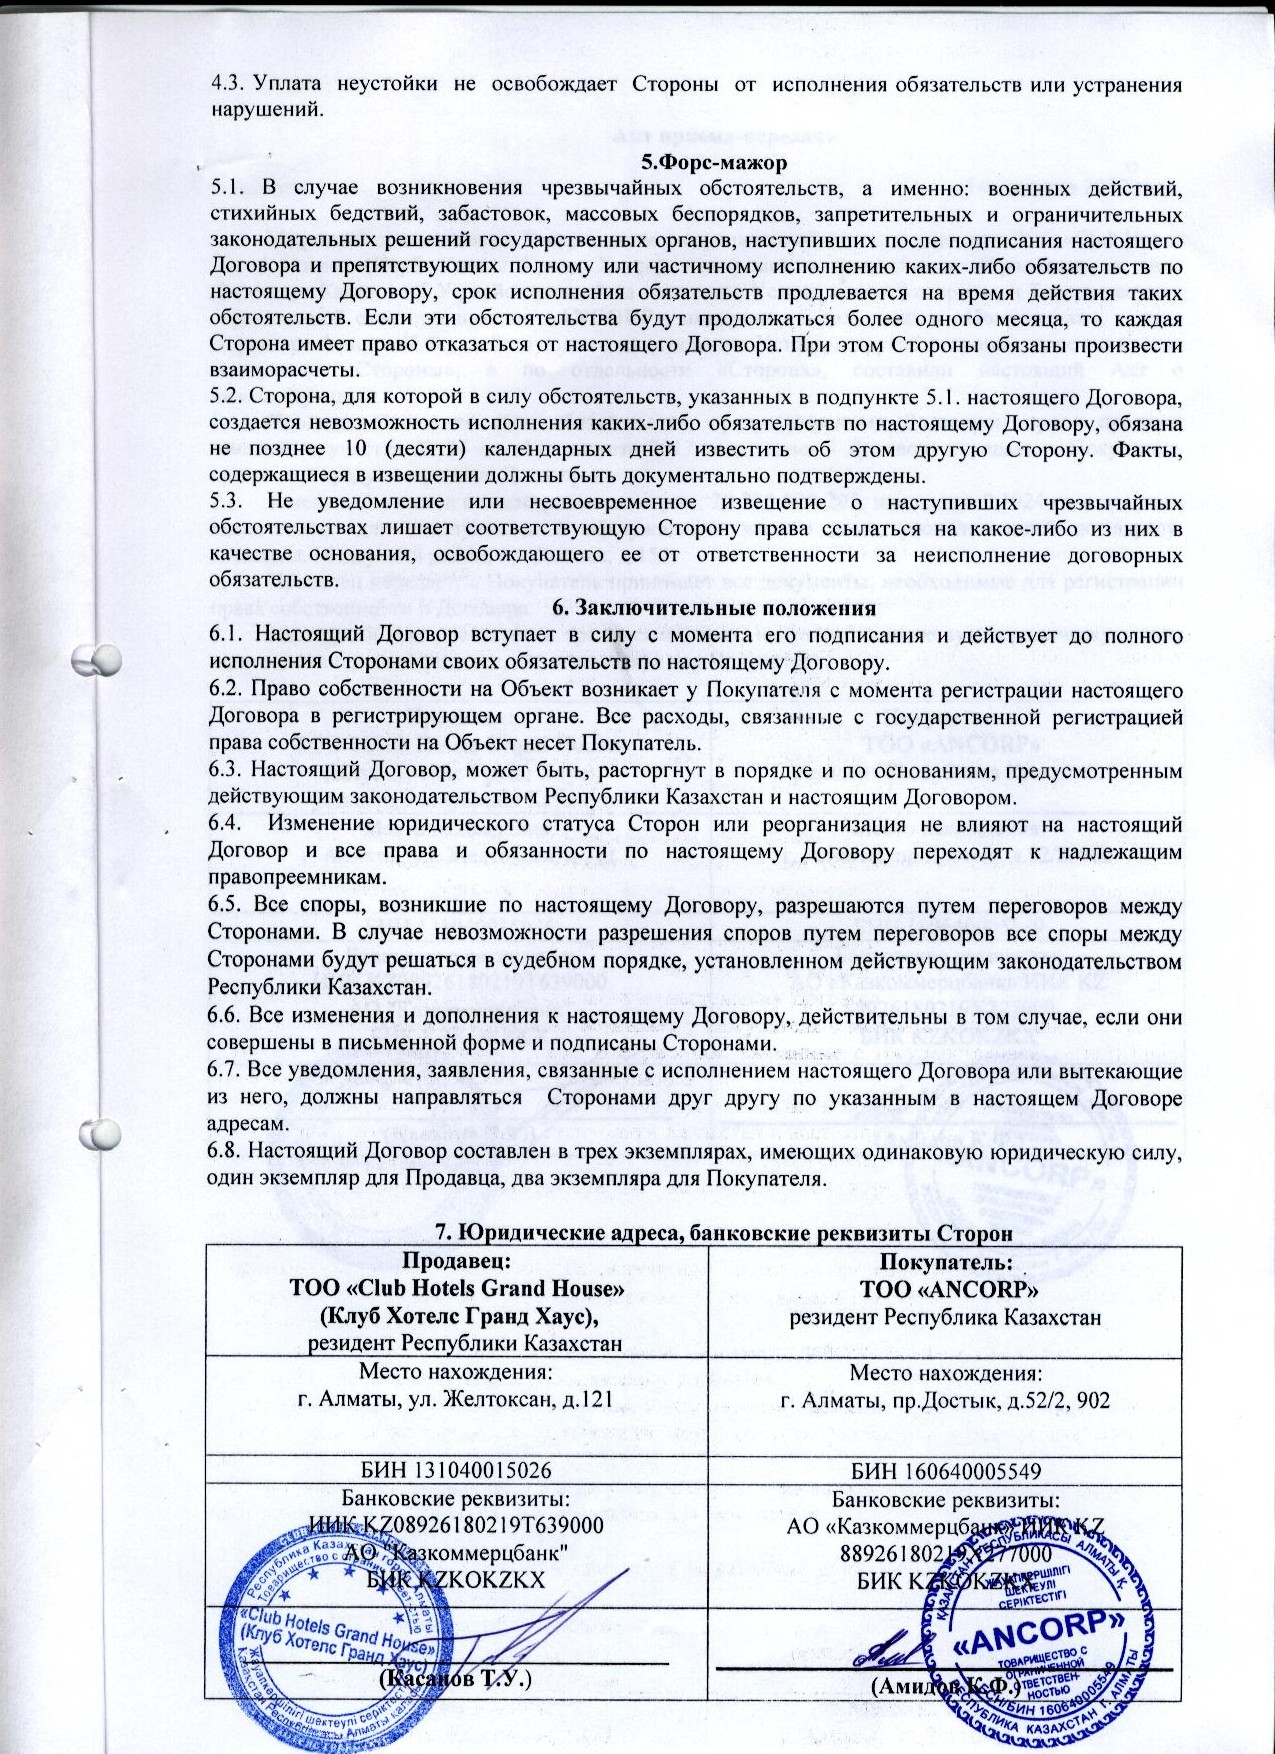 4.3. Уплата неустойки не освобождает Стороны от исполнения обязательств или устранения
нарушений.
5.Форс-мажор
5.1. В случае возникновения чрезвычайных обстоятельств, а именно: военных действий,
стихийных бедствий, забастовок, массовых беспорядков, запретительных и ограничительных
законодательных решений государственных органов, наступивших после подписания настоящего
Договора и препятствующих полному или частичному исполнению каких-либо обязательств по
настоящему Договору, срок исполнения обязательств продлевается на время действия таких
обстоятельств. Если эти обстоятельства будут продолжаться более одного месяца, то каждая
Сторона имеет право отказаться от настоящего Договора. При этом Стороны обязаны произвести
взаиморасчеты.
5.2. Сторона, для которой в силу обстоятельств, указанных в подпункте 5.1. настоящего Договора,
создается невозможность исполнения каких-либо обязательств по настоящему Договору, обязана
не позднее 10 (десяти) календарных дней известить об этом другую Сторону. Факты,
содержащиеся в извещении должны быть документально подтверждены.
5.3. Не уведомление или несвоевременное извещение о наступивших чрезвычайных
обстоятельствах лишает соответствующую Сторону права ссылаться на какое-либо из них в
качестве основания, освобождающего ее от ответственности за неисполнение договорных
обязательств.
6. Заключительные положения
6.1. Настоящий Договор вступает в силу с момента его подписания и действует до полного
исполнения Сторонами своих обязательств по настоящему Договору.
6.2. Право собственности на Объект возникает у Покупателя с момента регистрации настоящего
Договора в регистрирующем органе. Все расходы, связанные с государственной регистрацией
права собственности на Объект несет Покупатель.
6.3. Настоящий Договор, может быть, расторгнут в порядке и по основаниям, предусмотренным
действующим законодательством Республики Казахстан и настоящим Договором.
6.4. Изменение юридического статуса Сторон или реорганизация не влияют на настоящий
Договор и все права и обязанности по настоящему Договору переходят к надлежащим
правопреемникам.
6.5. Все споры, возникшие по настоящему Договору, разрешаются путем переговоров между
Сторонами. В случае невозможности разрешения споров путем переговоров все споры между
Сторонами будут решаться в судебном порядке, установленном действующим законодательством
Республики Казахстан.
6.6. Все изменения и дополнения к настоящему Договору, действительны в том случае, если они
совершены в письменной форме и подписаны Сторонами.
6.7. Все уведомления, заявления, связанные с исполнением настоящего Договора или вытекающие
из него, должны направляться Сторонами друг другу по указанным в настоящем Договоре
адресам.
6.8. Настоящий Договор составлен в трех экземплярах, имеющих одинаковую юридическую силу,
один экземпляр для Продавца, два экземпляра для Покупателя.
7. Юридические адреса, банковские реквизиты Сторон
Продавец:
ТОО «Club Hotels Grand House»
(Клуб Хотелс Гранд Хаус),
резидент Республики Казахстан
Покупатель:
ТОО «ANCORP»
резидент Республика Казахстан
Место нахождения:
г. Алматы, ул. Желтоксан, д.121
Место нахождения:
г. Алматы, пр.Достык, д.52/2, 902
БИН 131040015026
БИН 160640005549
Банковские реквизиты:
ИИК KZ08926180219T639000
АО "Казкоммерцбанк"
БИК KZKOKZKX
Банковские реквизиты:
АО «Казкоммерцбанк» ИИК KZ
БИК KZKOKZKX
(Касанов Т.У.)
(Амидов К.Ф.)
Республика Казахстан город Алматы
Товарищество с ограниченной ответственностью
«Club Hotels Grand House»
(Клуб Хотелс Гранд Хаус)
Жауапкершілігі шектеулі серіктестігі
Қазақстан Республикасы Алматы қаласы
ҚАЗАҚСТАН РЕСПУБЛИКАСЫ АЛМАТЫ Қ.
ЖАУАПКЕРШІЛІГІ
ШЕКТЕУЛІ
СЕРІКТЕСТІГІ
«ANCORP»
ТОВАРИЩЕСТВО С
ОГРАНИЧЕННОЙ
ОТВЕТСТВЕН-
НОСТЬЮ
БСН/БИН 160640005549
РЕСПУБЛИКА КАЗАХСТАН Г. АЛМАТЫ